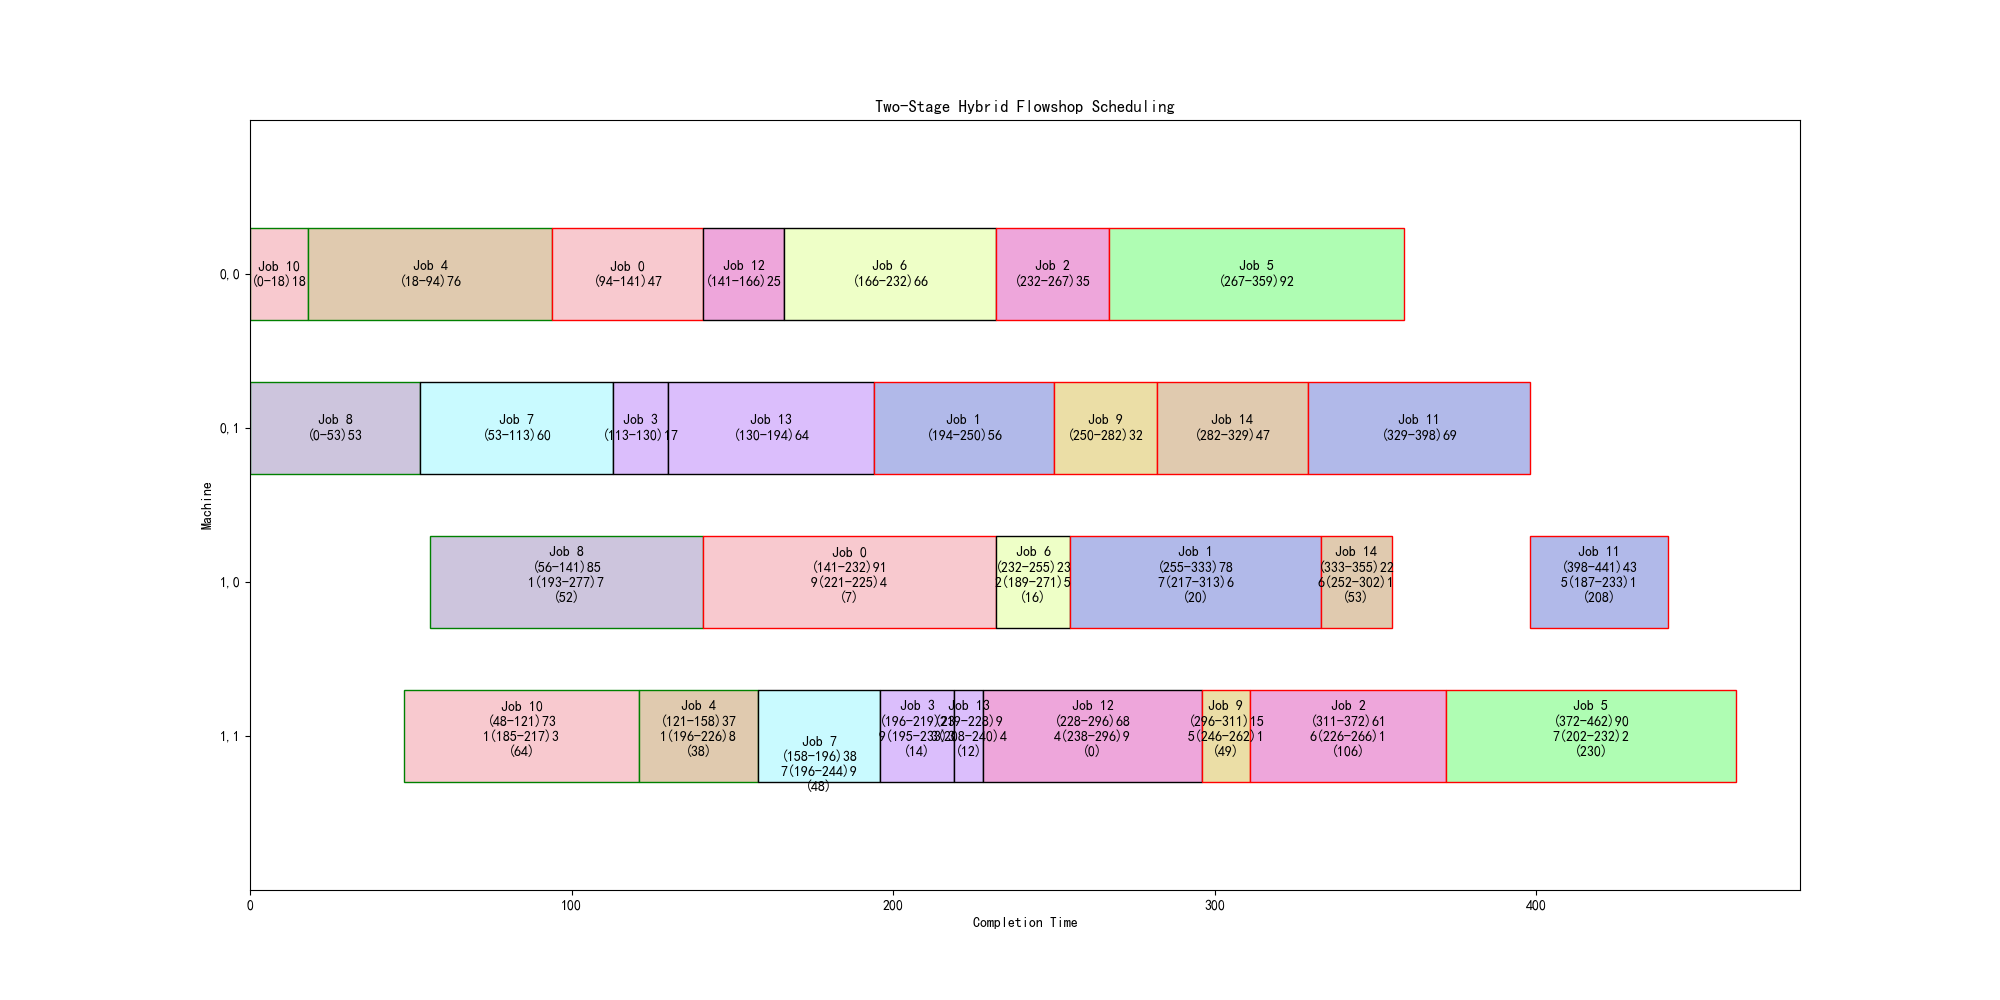 Two-Stage Hybrid Flowshop Scheduling
Machine
0,0
Job 10
(0-18)18
Job 4
(18-94)76
Job 0
(94-141)47
Job 12
(141-166)25
Job 6
(166-232)66
Job 2
(232-267)35
Job 5
(267-359)92
0,1
Job 8
(0-53)53
Job 7
(53-113)60
Job 3
(113-130)17
Job 13
(130-194)64
Job 1
(194-250)56
Job 9
(250-282)32
Job 14
(282-329)47
Job 11
(329-398)69
1,0
Job 8
(56-141)85
1(193-277)7
(52)
Job 0
(141-232)91
9(221-225)4
(7)
Job 6
(232-255)23
2(189-271)5
(16)
Job 1
(255-333)78
7(217-313)6
(20)
Job 14
(333-355)22
6(252-302)1
(53)
Job 11
(398-441)43
5(187-233)1
(208)
1,1
Job 10
(48-121)73
1(185-217)3
(64)
Job 4
(121-158)37
1(196-226)8
(38)
Job 7
(158-196)38
7(196-244)9
(48)
Job 3
(196-219)23
(14)
Job 13
(219-228)9
(12)
Job 12
(228-296)68
4(238-296)9
(0)
Job 9
(296-311)15
5(246-262)1
(49)
Job 2
(311-372)61
6(226-266)1
(106)
Job 5
(372-462)90
7(202-232)2
(230)
0
100
200
300
400
Completion Time